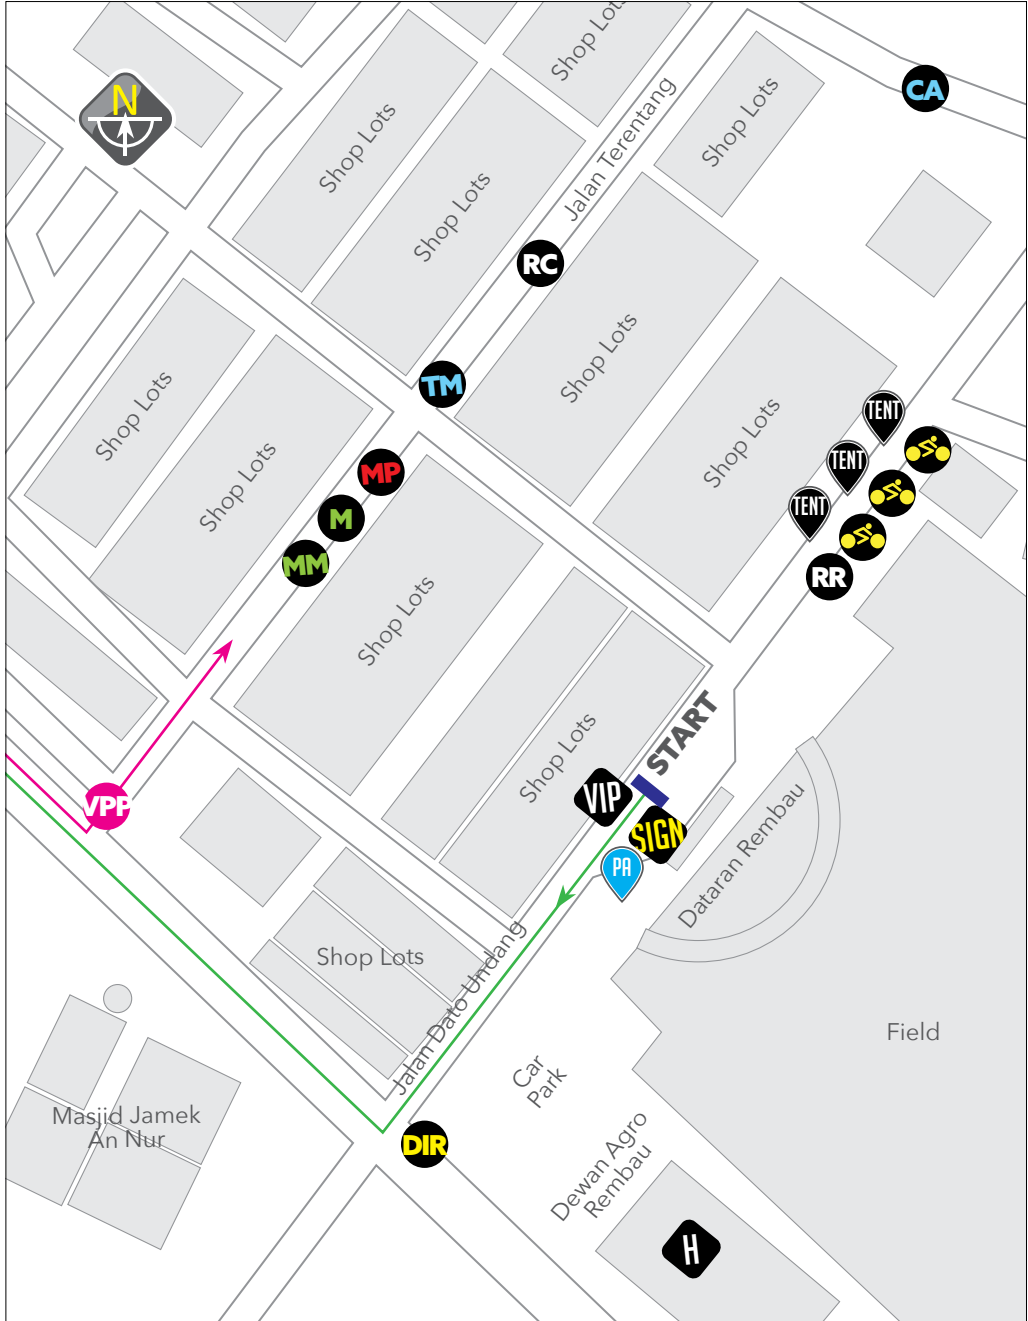 Shop Lots
CA
N
Shop Lots
Shop Lots
Jalan Terentang
Shop Lots
RC
Shop Lots
TM
Shop Lots
Shop Lots
Shop Lots
TENT
TENT
TENT
MP
M
MM
RR
Shop Lots
START
Shop Lots
VIP
SIGN
PA
VPP
Dataran Rembau
Shop Lots
Jalan Dato Undang
Field
Car
Park
Masjid Jamek
An Nur
DIR
Dewan Agro
Rembau
H